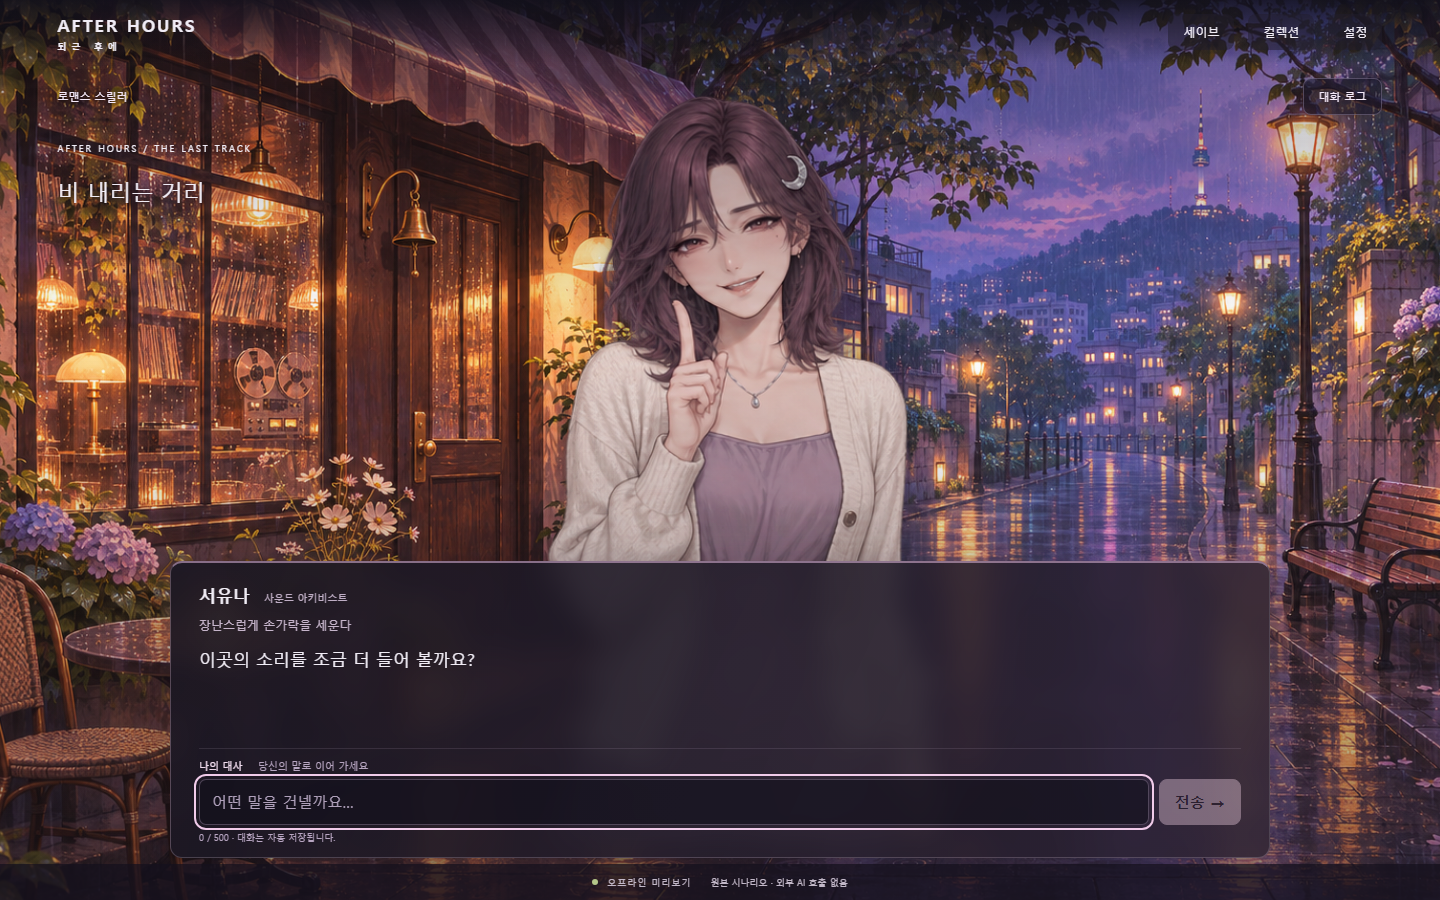 AFTER HOURS
퇴근 후에
세이브 컬렉션 설정
로맨스 스릴러
대화 로그
AFTER HOURS / THE LAST TRACK
비 내리는 거리
서유나 사운드 아키비스트
장난스럽게 손가락을 세운다
이곳의 소리를 조금 더 들어 볼까요?
나의 대사 당신의 말로 이어 가세요
어떤 말을 건넬까요...
전송 →
0 / 500 · 대화는 자동 저장됩니다.
오프라인 미리보기 원본 시나리오 · 외부 AI 호출 없음